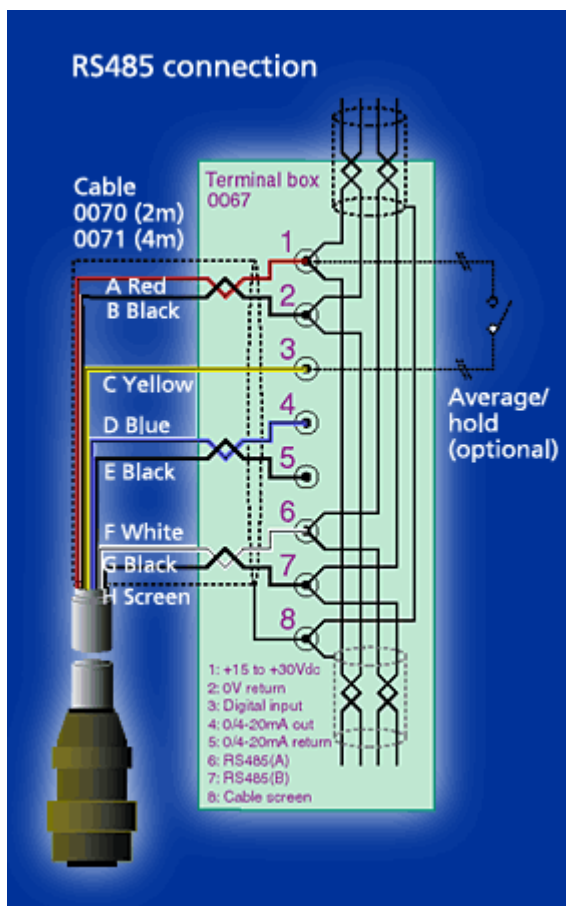 RS485 connection
Cable
0070 (2m)
0071 (4m)
Terminal box
0067
1
2
3
4
5
6
7
8
A Red
B Black
C Yellow
D Blue
E Black
F White
G Black
H Screen
Average/
hold
(optional)
1: +15 to +30Vdc
2: 0V return
3: Digital input
4: 0/4-20mA out
5: 0/4-20mA return
6: RS485(A)
7: RS485(B)
8: Cable screen